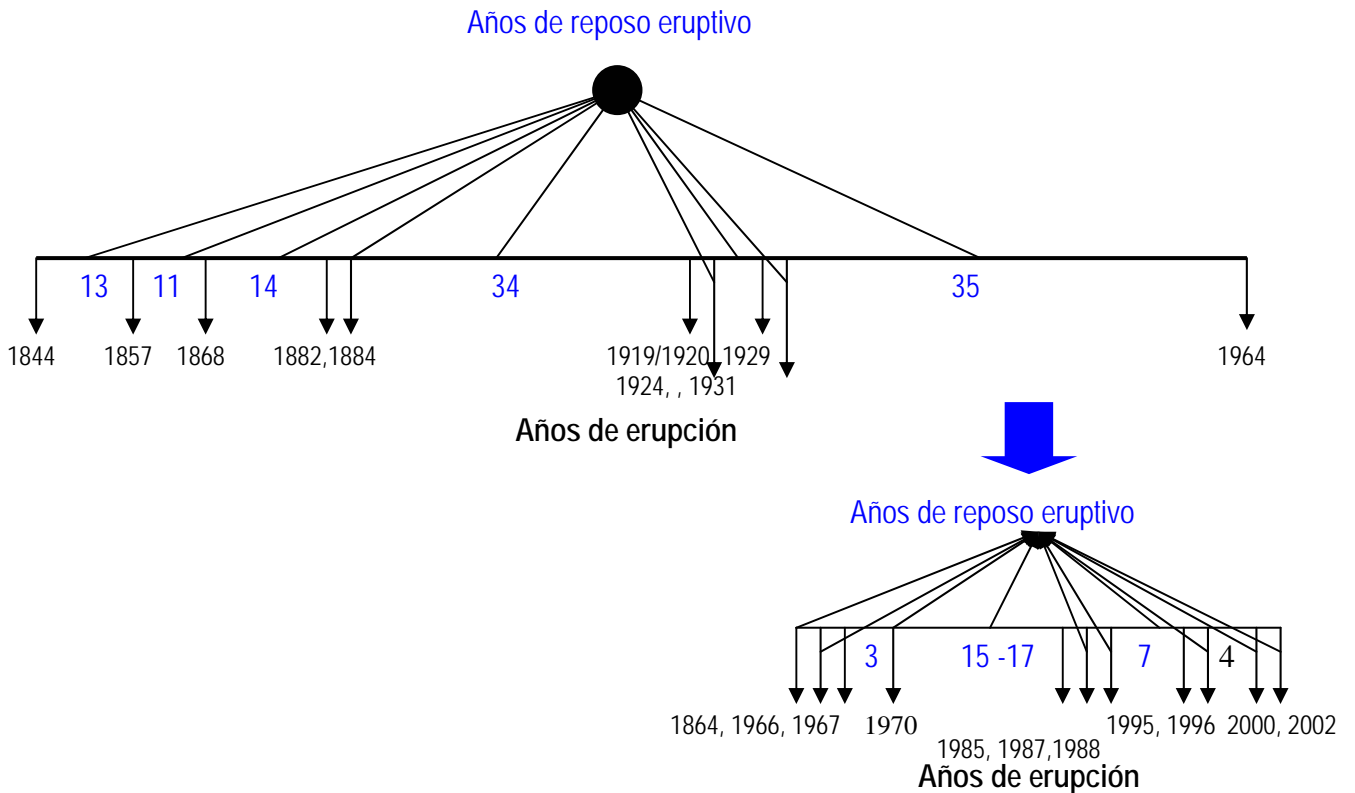 Años de reposo eruptivo
13 11 14 34 35
1844 1857 1868 1882,1884 1919/1920, 1929 1964
1924, , 1931
Años de erupción
Años de reposo eruptivo
3 15 -17 7 4
1864, 1966, 1967 1970 1995, 1996 2000, 2002
1985, 1987,1988
Años de erupción